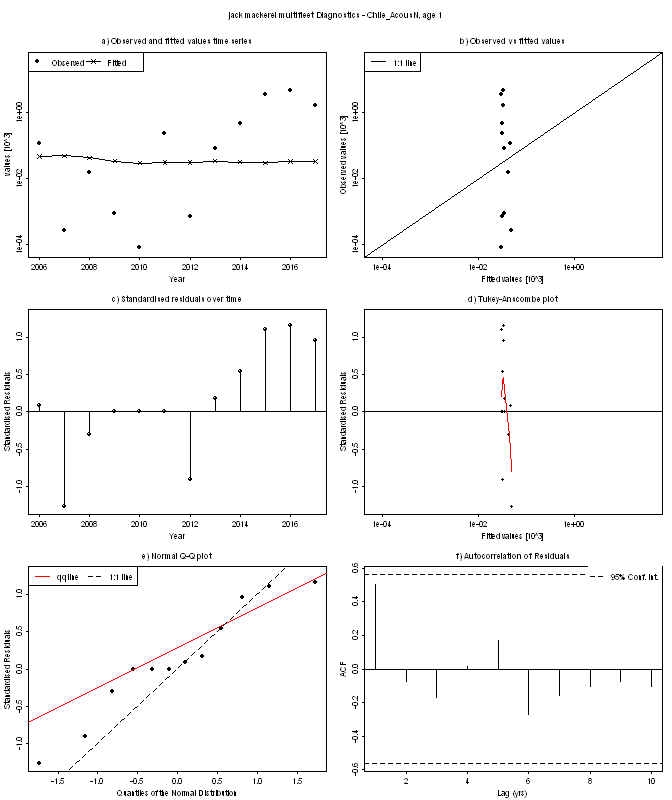 jack mackerel multifleet Diagnostics - Chile_AcousN, age 1
a) Observed and fitted values time series
Observed
Fitted
values [10^3]
1e+00
1e-02
1e-04
2006
2008
2010
2012
2014
2016
Year
b) Observed vs fitted values
1:1 line
Observed values [10^3]
1e+00
1e-02
1e-04
1e-04
1e-02
1e+00
Fitted values [10^3]
c) Standardised residuals over time
Standardised Residuals
1.0
0.5
0.0
-0.5
-1.0
2006
2008
2010
2012
2014
2016
Year
d) Tukey-Anscombe plot
Standardised Residuals
1.0
0.5
0.0
-0.5
-1.0
1e-04
1e-02
1e+00
Fitted values [10^3]
e) Normal Q-Q plot
qq line
1:1 line
Standardised Residuals
1.0
0.5
0.0
-1.0
-1.5
-1.0
-0.5
0.0
0.5
1.0
1.5
Quantiles of the Normal Distribution
f) Autocorrelation of Residuals
95% Conf. Int.
ACF
0.6
0.4
0.2
0.0
-0.2
-0.4
-0.6
2
4
6
8
10
Lag (yrs)